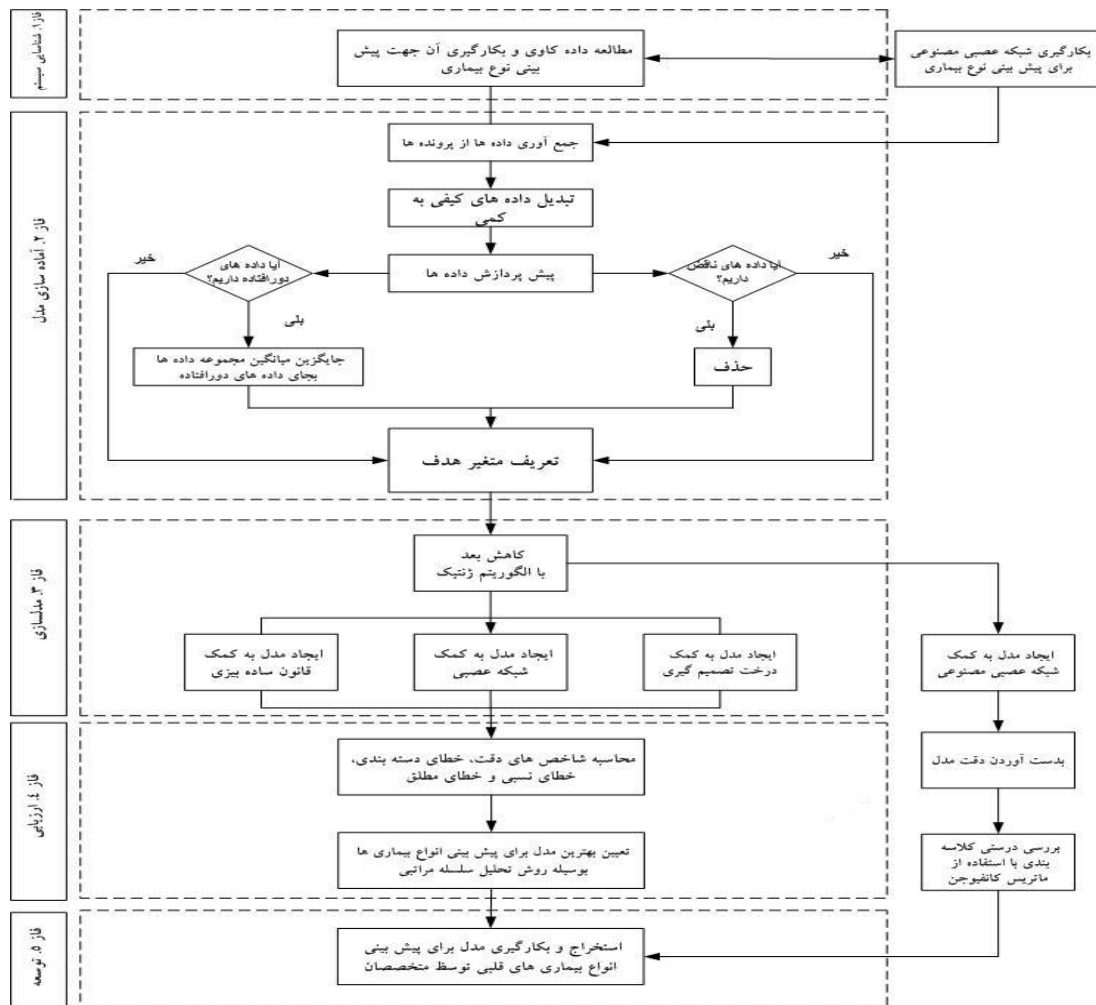 فاز ۱. شناسایی سیستم
مطالعه داده کاوی و بکارگیری آن جهت پیش
بینی نوع بیماری
بکارگیری شبکه عصبی مصنوعی
برای پیش بینی نوع بیماری
فاز ۲. آماده سازی مدل
جمع آوری داده ها از پرونده ها
تبدیل داده های کیفی به
کمی
پیش پردازش داده ها
آیا داده های ناقص
داریم؟
خیر
بلی
حذف
آیا داده های
دورافتاده داریم؟
خیر
بلی
جایگزین میانگین مجموعه داده ها
بجای داده های دورافتاده
تعریف متغیر هدف
فاز ۳. مدلسازی
کاهش بعد
با الگوریتم ژنتیک
ایجاد مدل به کمک
شبکه عصبی مصنوعی
ایجاد مدل به کمک
درخت تصمیم گیری
ایجاد مدل به کمک
شبکه عصبی
ایجاد مدل به کمک
قانون ساده بیزی
فاز ۴. ارزیابی
محاسبه شاخص های دقت، خطای دسته بندی،
خطای نسبی و خطای مطلق
بدست آوردن دقت مدل
تعیین بهترین مدل برای پیش بینی انواع بیماری ها
بوسیله روش تحلیل سلسله مراتبی
بررسی درستی کلاسه
بندی با استفاده از
ماتریس کانفیوجن
فاز ۵. توسعه
استخراج و بکارگیری مدل برای پیش بینی
انواع بیماری های قلبی توسط متخصصان